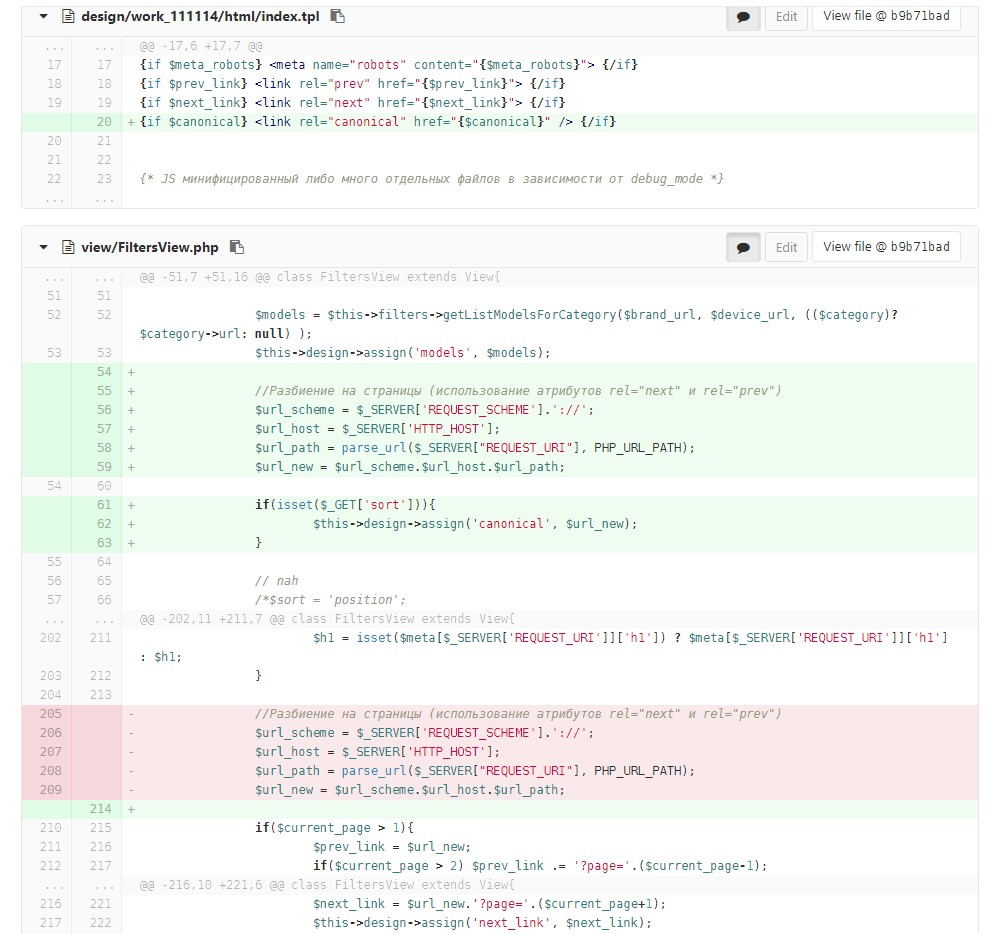 design/work_111114/html/index.tpl Edit View file @ b9b71bad
... ... @@ -17,6 +17,7 @@
17 17 {if $meta_robots} <meta name="robots" content="{$meta_robots}"> {/if}
18 18 {if $prev_link} <link rel="prev" href="{$prev_link}"> {/if}
19 19 {if $next_link} <link rel="next" href="{$next_link}"> {/if}
20 + {if $canonical} <link rel="canonical" href="{$canonical}" /> {/if}
20 21
21 22
22 23 {* JS минифицированный либо много отдельных файлов в зависимости от debug_mode *}
... ...
view/FiltersView.php Edit View file @ b9b71bad
... ... @@ -51,7 +51,16 @@ class FiltersView extends View{
51 51
52 52 $models = $this->filters->getListModelsForCategory($brand_url, $device_url, (($category)?
$category->url: null) );
53 53 $this->design->assign('models', $models);
54 +
55 + //Разбиение на страницы (использование атрибутов rel="next" и rel="prev")
56 + $url_scheme = $_SERVER['REQUEST_SCHEME'].'://';
57 + $url_host = $_SERVER['HTTP_HOST'];
58 + $url_path = parse_url($_SERVER["REQUEST_URI"], PHP_URL_PATH);
59 + $url_new = $url_scheme.$url_host.$url_path;
54 60
61 + if(isset($_GET['sort'])){
62 + $this->design->assign('canonical', $url_new);
63 + }
55 64
56 65 // nah
57 66 /*$sort = 'position';
... ... @@ -202,11 +211,7 @@ class FiltersView extends View{
202 211 $h1 = isset($meta[$_SERVER['REQUEST_URI']]['h1']) ? $meta[$_SERVER['REQUEST_URI']]['h1']
: $h1;
203 212 }
204 213
205 - //Разбиение на страницы (использование атрибутов rel="next" и rel="prev")
206 - $url_scheme = $_SERVER['REQUEST_SCHEME'].'://';
207 - $url_host = $_SERVER['HTTP_HOST'];
208 - $url_path = parse_url($_SERVER["REQUEST_URI"], PHP_URL_PATH);
209 - $url_new = $url_scheme.$url_host.$url_path;
214 +
210 215 if($current_page > 1){
211 216 $prev_link = $url_new;
212 217 if($current_page > 2) $prev_link .= '?page='.($current_page-1);
... ... @@ -216,10 +221,6 @@ class FiltersView extends View{
216 221 $next_link = $url_new.'?page='.($current_page+1);
217 222 $this->design->assign('next_link', $next_link);